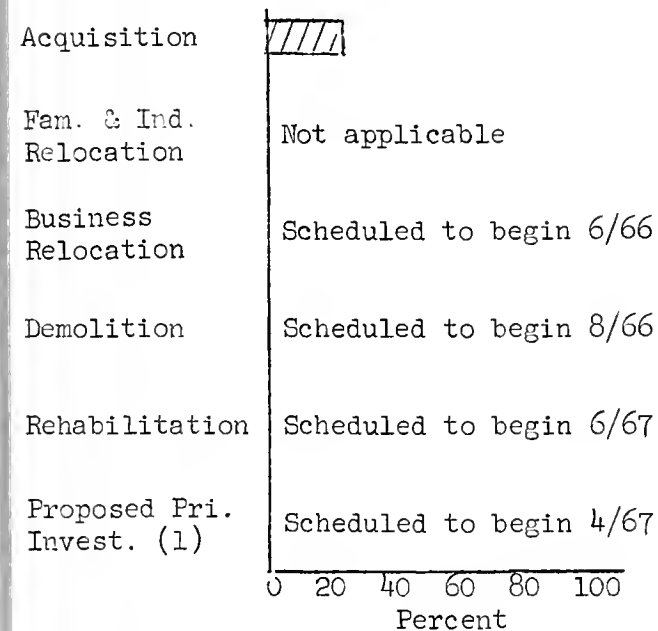 Acquisition
Fam. & Ind.
Relocation
Not applicable
Business
Relocation
Scheduled to begin 6/66
Demolition
Scheduled to begin 8/66
Rehabilitation
Scheduled to begin 6/67
Proposed Pri.
Invest. (1)
Scheduled to begin 4/67
0 20 40 60 80 100
Percent